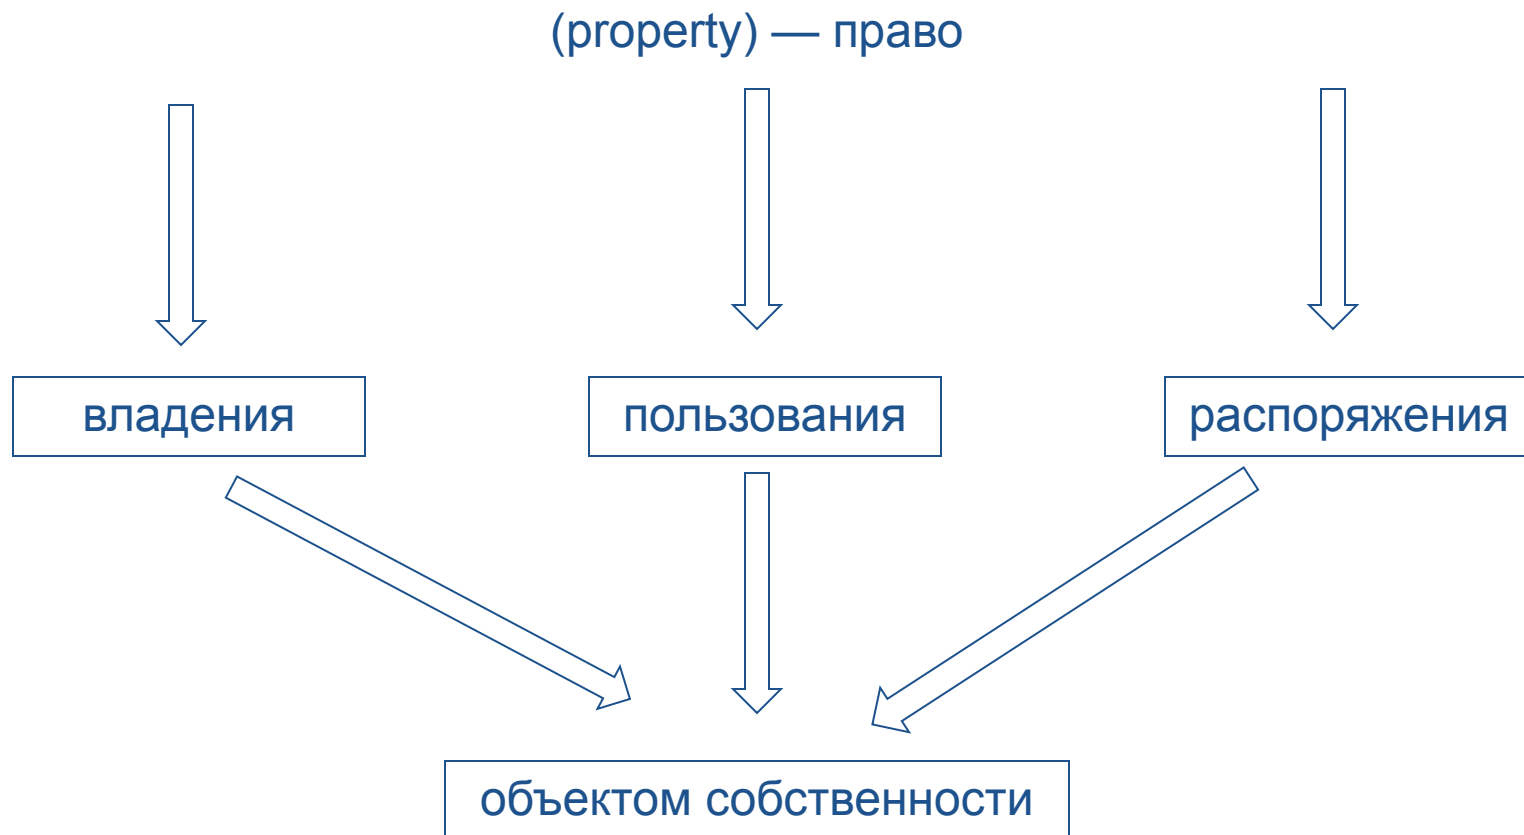 (property) — право
владения
пользования
распоряжения
объектом собственности